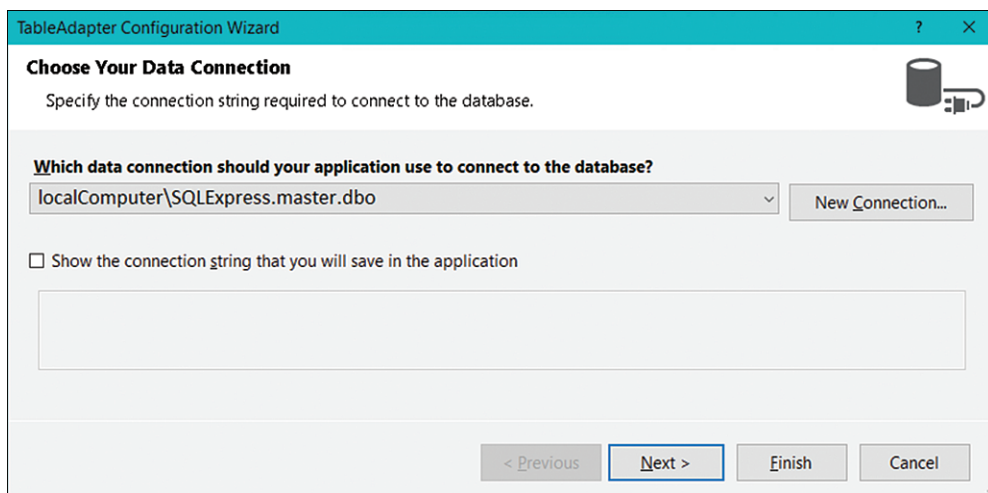 TableAdapter Configuration Wizard ? ×
Choose Your Data Connection
Specify the connection string required to connect to the database.
Which data connection should your application use to connect to the database?
localComputer\SQLExpress.master.dbo
New Connection...
Show the connection string that you will save in the application
< Previous
Next >
Finish
Cancel